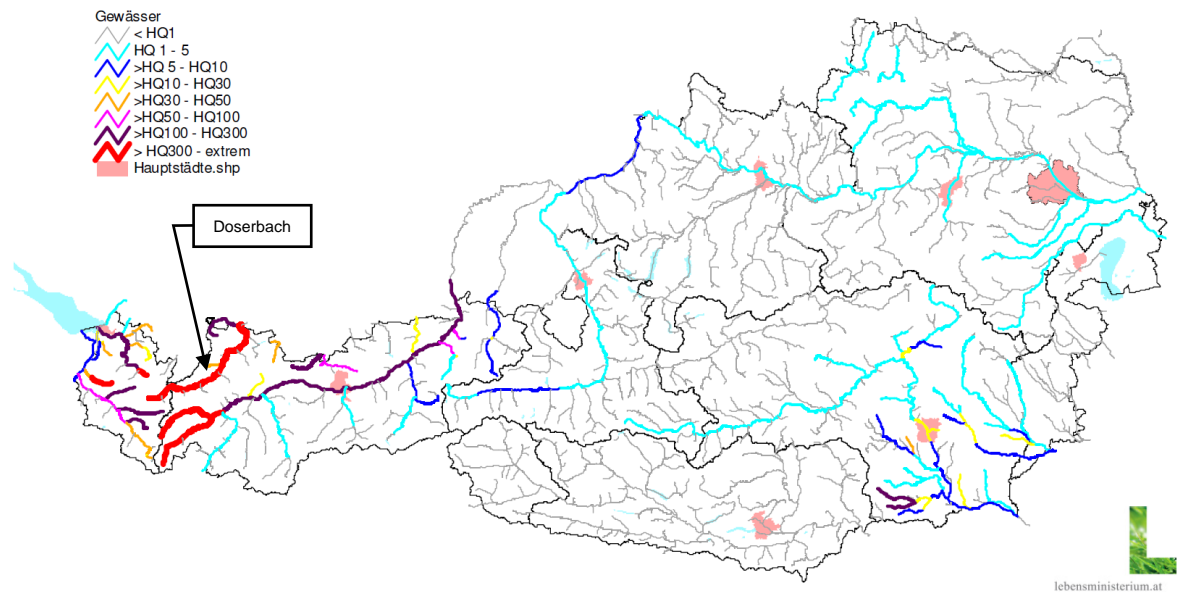 Gewässer
< HQ1
HQ 1 - 5
>HQ 5 - HQ10
>HQ10 - HQ30
>HQ30 - HQ50
>HQ50 - HQ100
>HQ100 - HQ300
> HQ300 - extrem
Hauptstädte.shp
Doserbach
lebensministerium.at